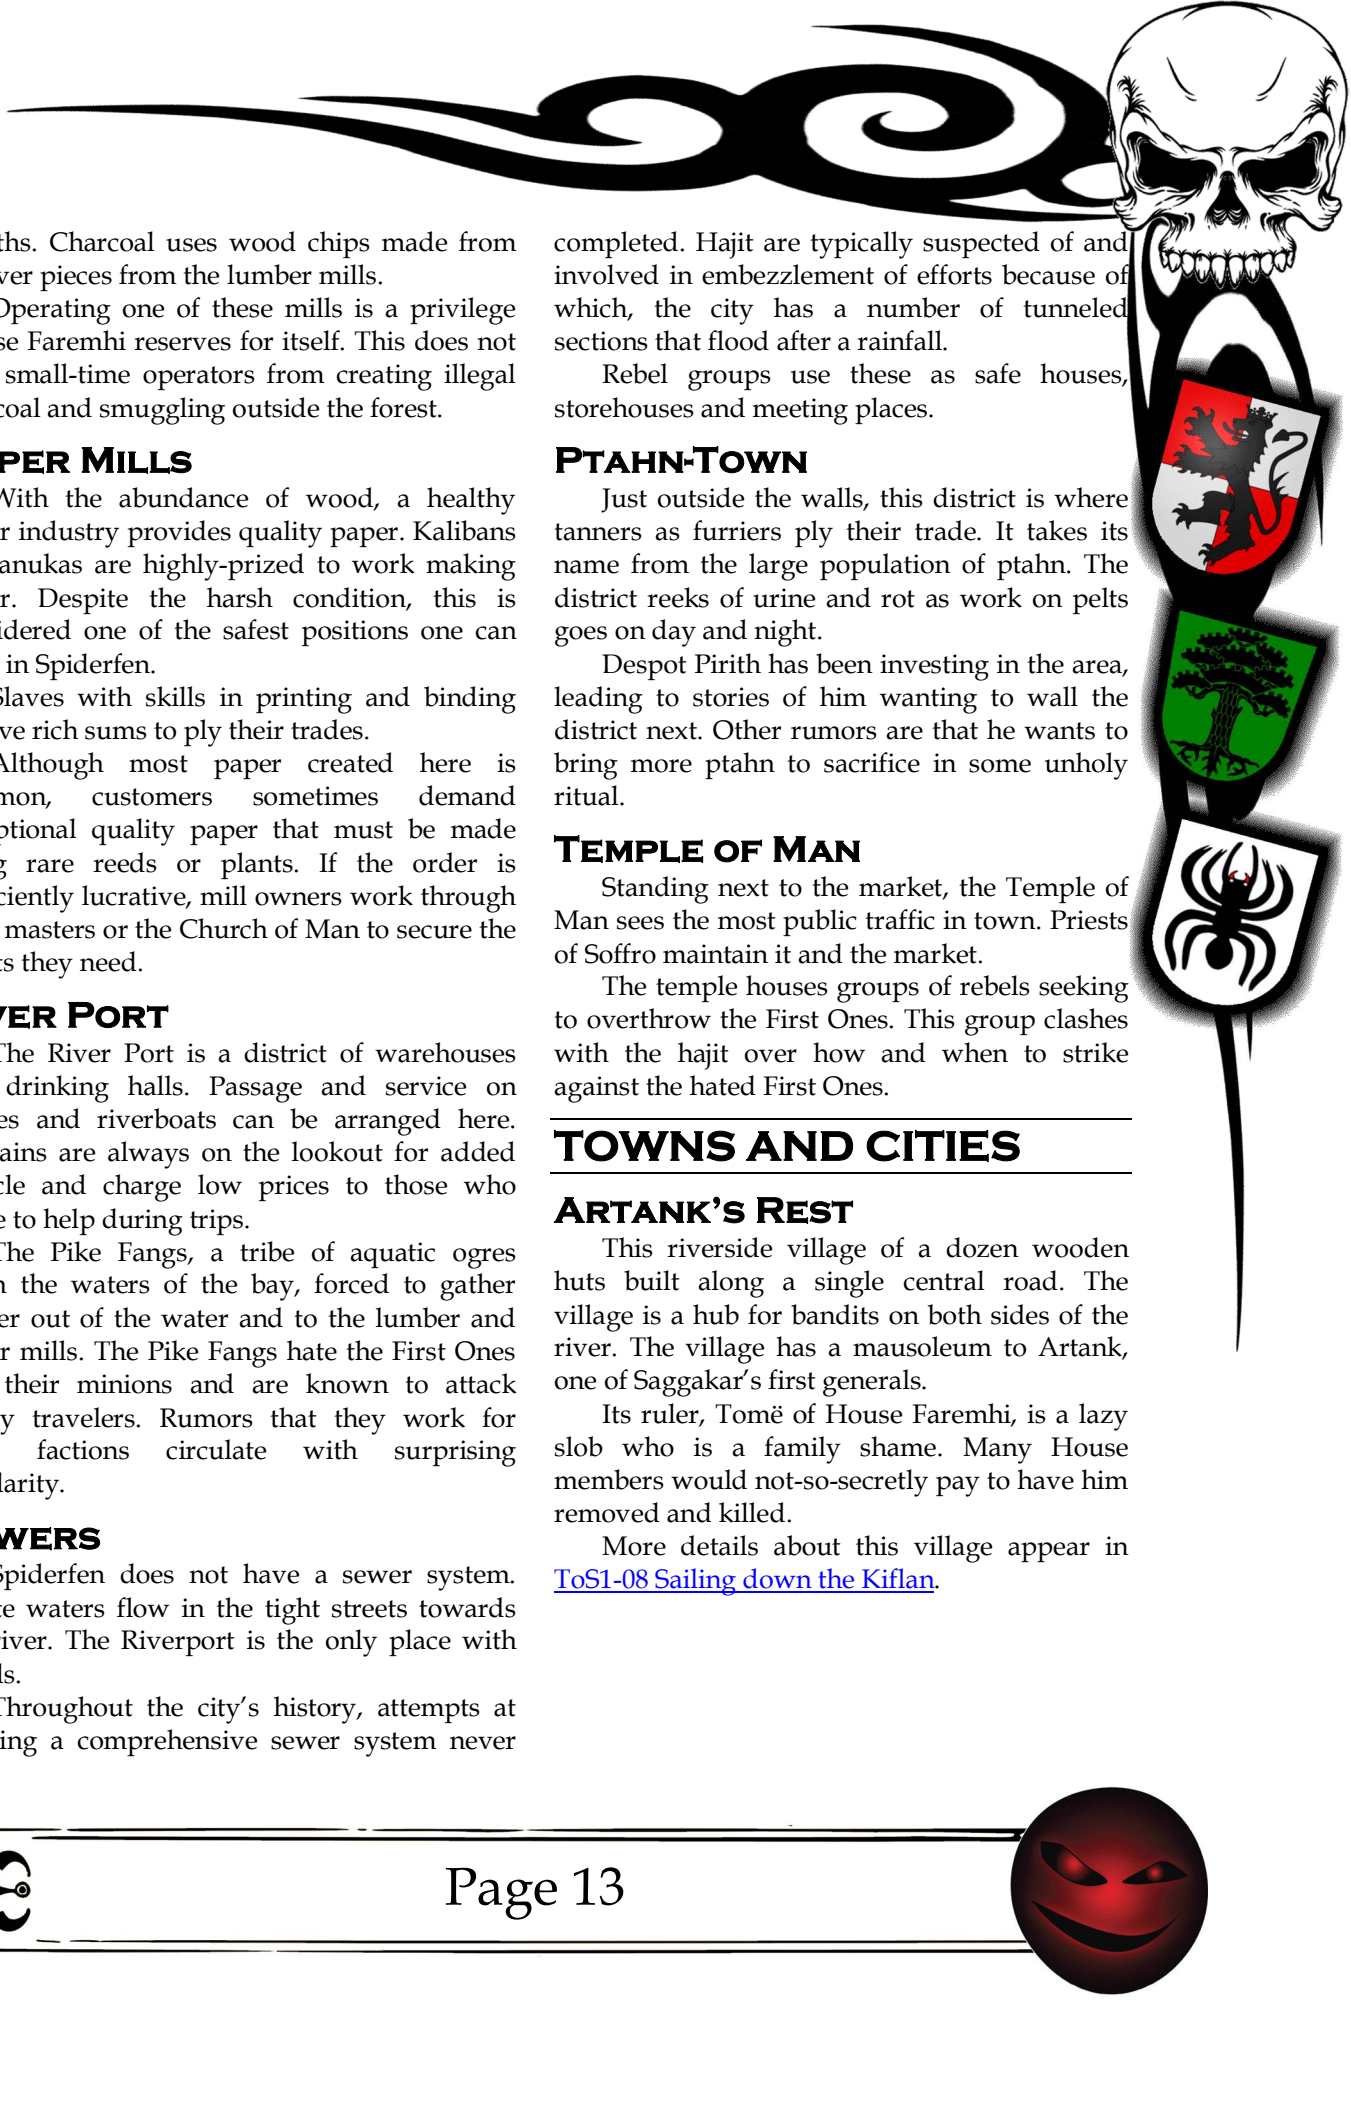 ths. Charcoal uses wood chips made from
ver pieces from the lumber mills.
Operating one of these mills is a privilege
se Faremhi reserves for itself. This does not
small-time operators from creating illegal
coal and smuggling outside the forest.
PER MILLS
With the abundance of wood, a healthy
r industry provides quality paper. Kalibans
anukas are highly-prized to work making
r. Despite the harsh condition, this is
idered one of the safest positions one can
in Spiderfen.
Slaves with skills in printing and binding
ve rich sums to ply their trades.
Although most paper created here is
mon, customers sometimes demand
ptional quality paper that must be made
g rare reeds or plants. If the order is
ciently lucrative, mill owners work through
masters or the Church of Man to secure the
ts they need.
VER PORT
The River Port is a district of warehouses
drinking halls. Passage and service on
es and riverboats can be arranged here.
ains are always on the lookout for added
cle and charge low prices to those who
e to help during trips.
The Pike Fangs, a tribe of aquatic ogres
n the waters of the bay, forced to gather
er out of the water and to the lumber and
r mills. The Pike Fangs hate the First Ones
their minions and are known to attack
y travelers. Rumors that they work for
factions circulate with surprising
larity.
WERS
Spiderfen does not have a sewer system.
te waters flow in the tight streets towards
river. The Riverport is the only place with
ls.
Throughout the city's history, attempts at
ing a comprehensive sewer system never
completed. Hajit are typically suspected of and
involved in embezzlement of efforts because of
which, the city has a number of tunneled
sections that flood after a rainfall.
Rebel groups use these as safe houses,
storehouses and meeting places.
PTAHN-TOWN
Just outside the walls, this district is where
tanners as furriers ply their trade. It takes its
name from the large population of ptahn. The
district reeks of urine and rot as work on pelts
goes on day and night.
Despot Pirith has been investing in the area,
leading to stories of him wanting to wall the
district next. Other rumors are that he wants to
bring more ptahn to sacrifice in some unholy
ritual.
TEMPLE OF MAN
Standing next to the market, the Temple of
Man sees the most public traffic in town. Priests
of Soffro maintain it and the market.
The temple houses groups of rebels seeking
to overthrow the First Ones. This group clashes
with the hajit over how and when to strike
against the hated First Ones.
TOWNS AND CITIES
ARTANK'S REST
This riverside village of a dozen wooden
huts built along a single central road. The
village is a hub for bandits on both sides of the
river. The village has a mausoleum to Artank,
one of Saggakar's first generals.
Its ruler, Tomë of House Faremhi, is a lazy
slob who is a family shame. Many House
members would not-so-secretly pay to have him
removed and killed.
More details about this village appear in
ToS1-08 Sailing down the Kiflan.
Page 13